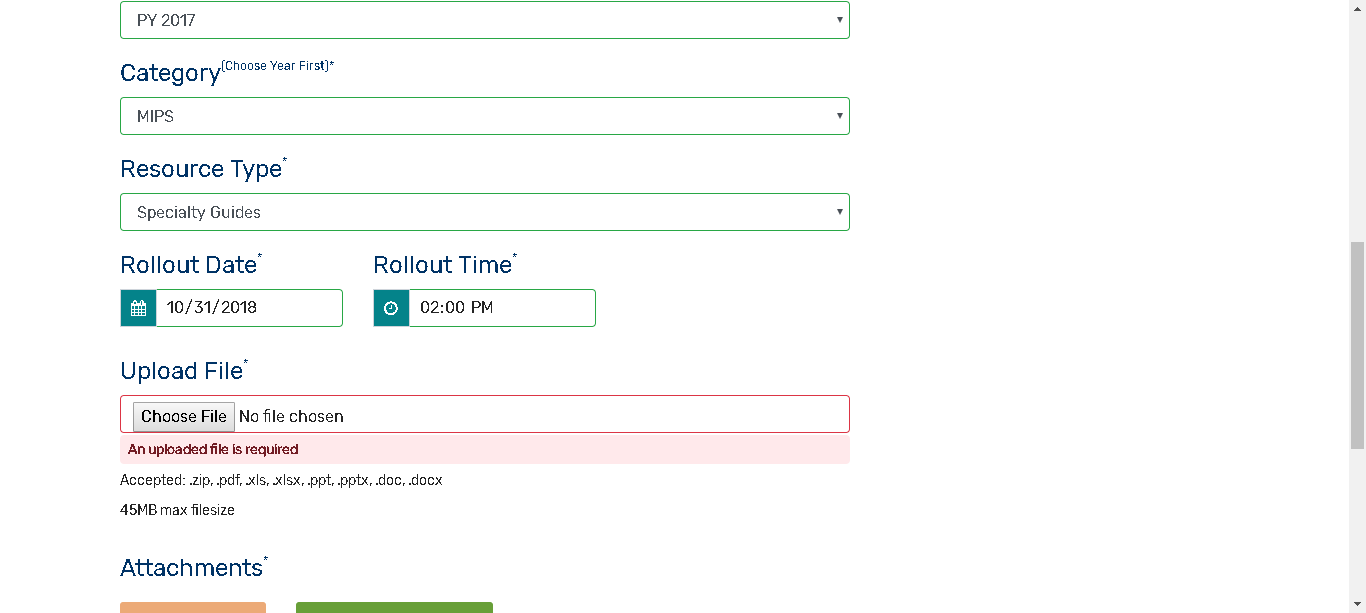 PY 2017
Category(Choose Year First)*
MIPS
Resource Type*
Specialty Guides
Rollout Date* Rollout Time*
10/31/2018 02:00 PM
Upload File*
Choose File No file chosen
An uploaded file is required
Accepted: .zip, .pdf, .xls, .xlsx, .ppt, .pptx, .doc, .docx
45MB max filesize
Attachments*